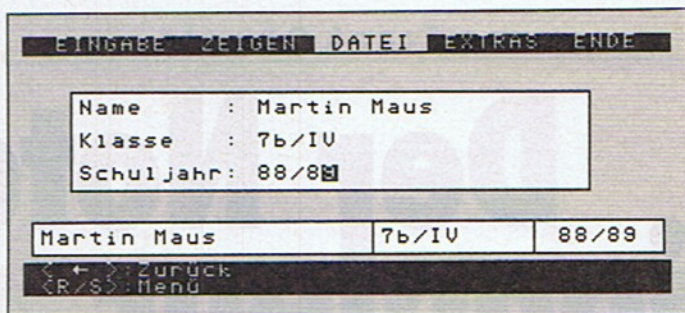 EINGABE ZEIGEN DATEI EXTRAS ENDE
Name : Martin Maus
Klasse : 7b/IV
Schuljahr: 88/89
Martin Maus 7b/IV 88/89
< ← >:Zurück
<R/S>:Menü